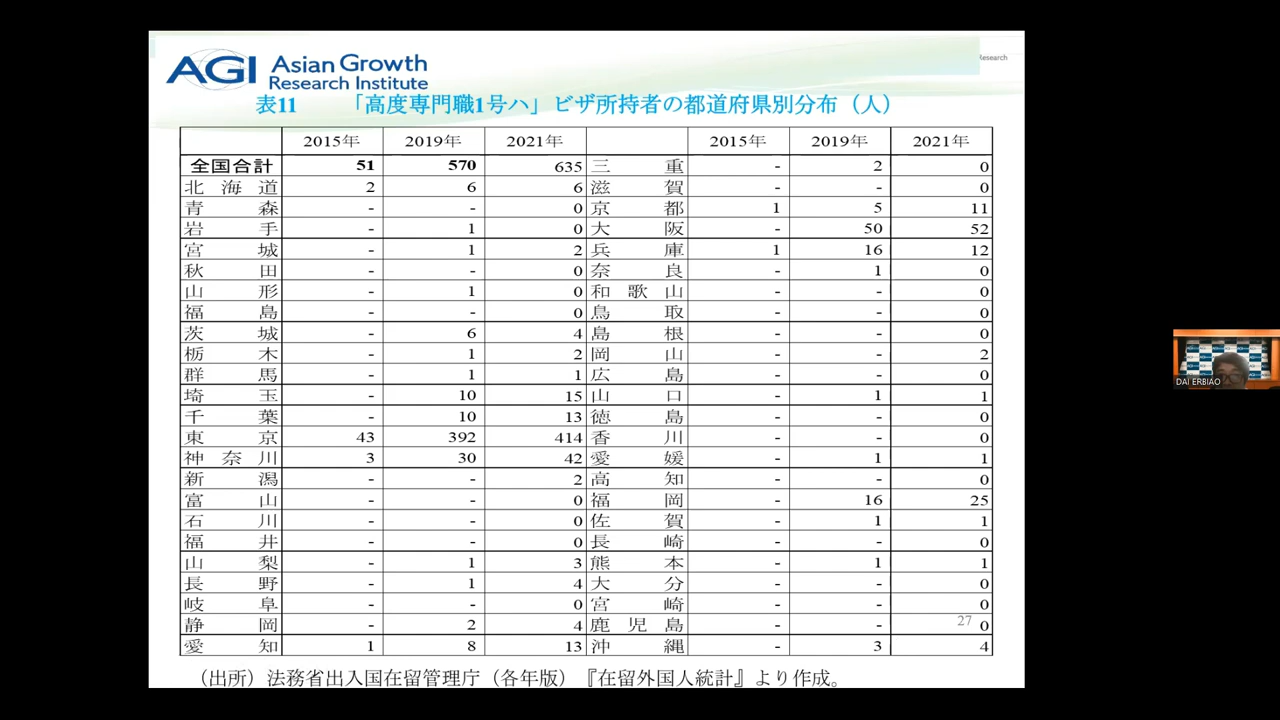 AGI Asian Growth
Research Institute
Research
表11 「高度専門職1号ハ」ビザ所持者の都道府県別分布（人）
2015年 2019年 2021年 2015年 2019年 2021年
全国合計 51 570 635 三重 - 2 0
北海道 2 6 6 滋賀 - - 0
青森 - - 0 京都 1 5 11
岩手 - 1 0 大阪 - 50 52
宮城 - 1 2 兵庫 1 16 12
秋田 - - 0 奈良 - 1 0
山形 - 1 0 和歌山 - - 0
福島 - - 0 鳥取 - - 0
茨城 - 6 4 島根 - - 0
栃木 - 1 2 岡山 - - 2
群馬 - 1 1 広島 - - 0
埼玉 - 10 15 山口 - 1 1
千葉 - 10 13 徳島 - - 0
東京 43 392 414 香川 - - 0
神奈川 3 30 42 愛媛 - 1 1
新潟 - - 2 高知 - - 0
富山 - - 0 福岡 - 16 25
石川 - - 0 佐賀 - 1 1
福井 - - 0 長崎 - - 0
山梨 - 1 3 熊本 - 1 1
長野 - 1 4 大分 - - 0
岐阜 - - 0 宮崎 - - 0
静岡 - 2 4 鹿児島 - - 0
愛知 1 8 13 沖縄 - 3 4
27
（出所）法務省出入国在留管理庁（各年版）『在留外国人統計』より作成。
DAI ERBIAO